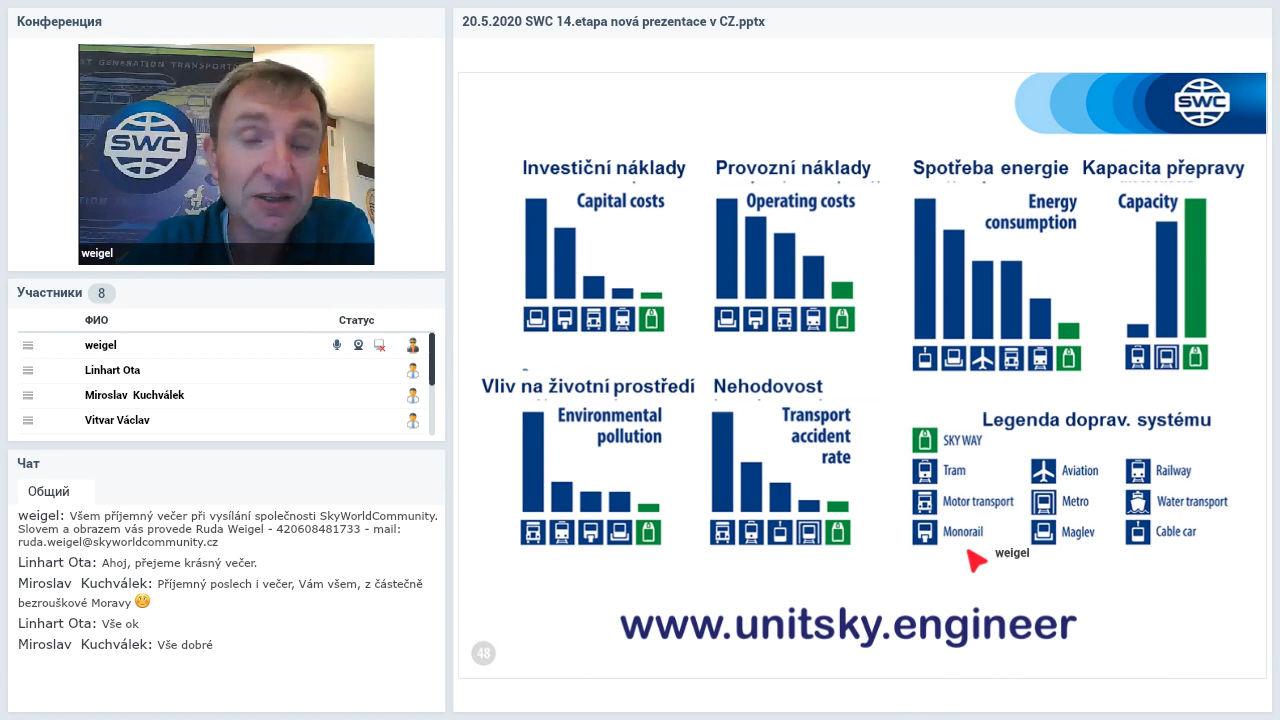 Конференция
ST GENERATION TRANSPORT
SWC
weigel
Участники 8
ФИО Статус
weigel
Linhart Ota
Miroslav Kuchválek
Vitvar Václav
Чат
Общий
weigel: Všem příjemný večer při vysílání společnosti SkyWorldCommunity.
Slovem a obrazem vás provede Ruda Weigel - 420608481733 - mail:
ruda.weigel@skyworldcommunity.cz
Linhart Ota: Ahoj, přejeme krásný večer.
Miroslav Kuchválek: Příjemný poslech i večer, Vám všem, z částečně
bezrouškové Moravy
Linhart Ota: Vše ok
Miroslav Kuchválek: Vše dobré
20.5.2020 SWC 14.etapa nová prezentace v CZ.pptx
SWC
Investiční náklady
Capital costs
Provozní náklady
Operating costs
Spotřeba energie
Energy
consumption
Kapacita přepravy
Capacity
Vliv na životní prostředí
Environmental
pollution
Nehodovost
Transport
accident
rate
Legenda doprav. systému
SKY WAY
Tram Aviation Railway
Motor transport Metro Water transport
Monorail Maglev Cable car
weigel
www.unitsky.engineer
48